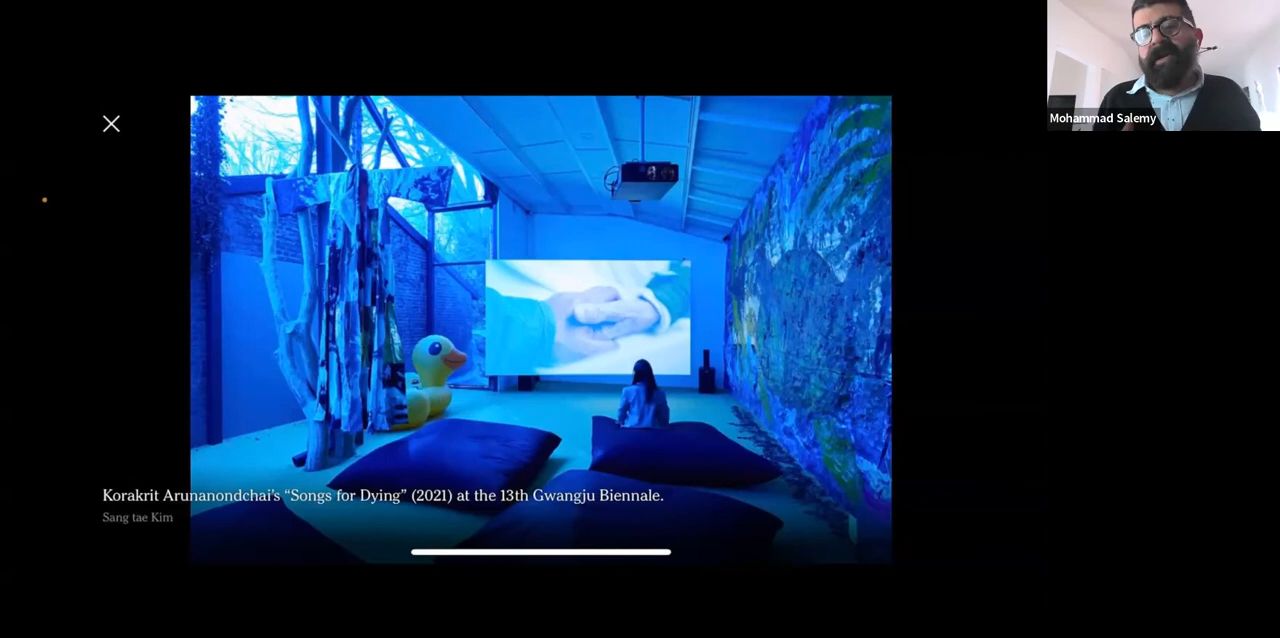 Mohammad Salemy
Korakrit Arunanondchai’s “Songs for Dying” (2021) at the 13th Gwangju Biennale.
Sang tae Kim